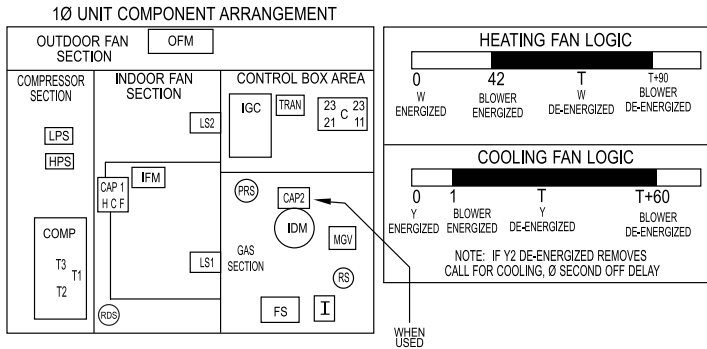 1Ø UNIT COMPONENT ARRANGEMENT
OUTDOOR FAN
SECTION
OFM
COMPRESSOR
SECTION
LPS
HPS
COMP
T3
T1
T2
INDOOR FAN
SECTION
LS2
IFM
CAP 1
H C F
LS1
RDS
CONTROL BOX AREA
IGC
TRAN
23 23
C
21 11
PRS
CAP2
IDM
GAS
SECTION
MGV
RS
FS
I
WHEN
USED
HEATING FAN LOGIC
0 42 T T+90
W
ENERGIZED
BLOWER
ENERGIZED
W
DE-ENERGIZED
BLOWER
DE-ENERGIZED
COOLING FAN LOGIC
0 1 T T+60
Y
ENERGIZED
BLOWER
ENERGIZED
Y
DE-ENERGIZED
BLOWER
DE-ENERGIZED
NOTE: IF Y2 DE-ENERGIZED REMOVES
CALL FOR COOLING, Ø SECOND OFF DELAY